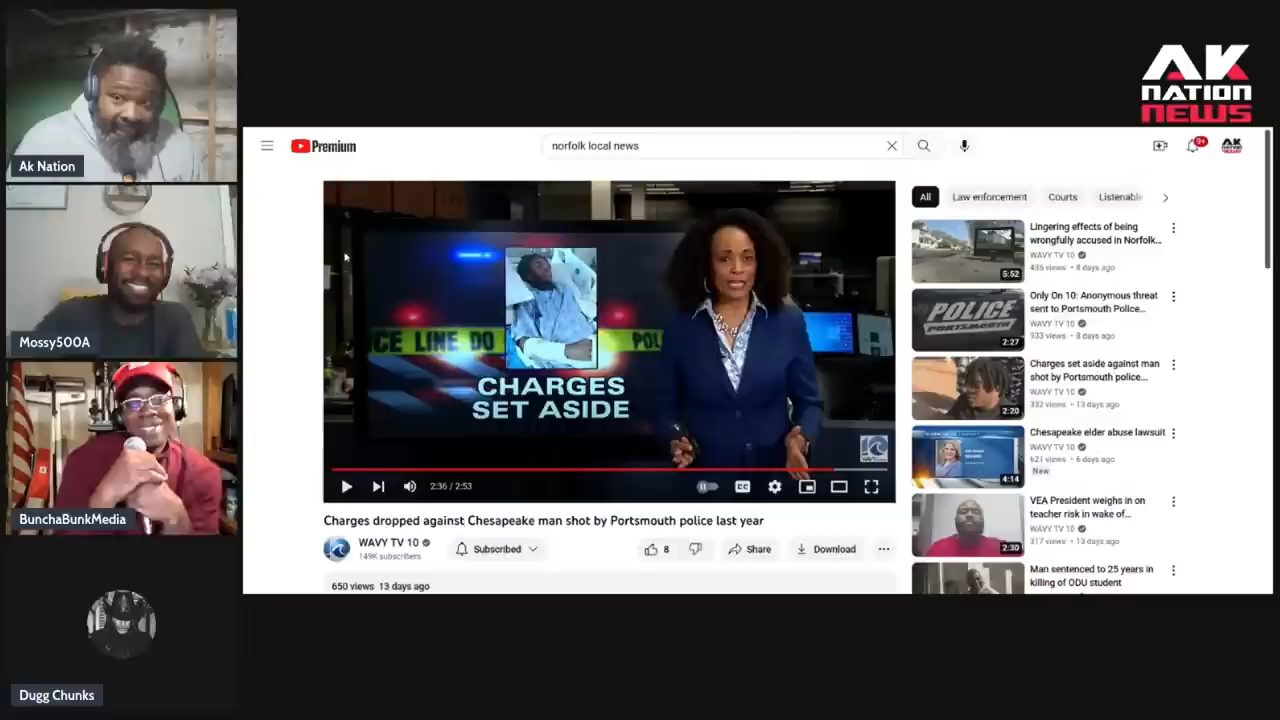 Ak Nation
Mossy500A
BunchaBunkMedia
Dugg Chunks
AK
NATION
NEWS
Premium
norfolk local news
9+
AK
NATION
NEWS
CE LINE DO
POL
CHARGES
SET ASIDE
2:36 / 2:53
CC
Charges dropped against Chesapeake man shot by Portsmouth police last year
WAVY TV 10
149K subscribers
Subscribed
8
Share
Download
650 views 13 days ago
All
Law enforcement
Courts
Listenable
Lingering effects of being
wrongfully accused in Norfolk...
WAVY TV 10
435 views • 8 days ago
5:52
Only On 10: Anonymous threat
sent to Portsmouth Police...
WAVY TV 10
933 views • 8 days ago
POLICE
PORTSMOUTH
2:27
Charges set aside against man
shot by Portsmouth police...
WAVY TV 10
332 views • 13 days ago
2:20
Chesapeake elder abuse lawsuit
WAVY TV 10
621 views • 6 days ago
New
4:14
VEA President weighs in on
teacher risk in wake of...
WAVY TV 10
317 views • 13 days ago
2:30
Man sentenced to 25 years in
killing of ODU student